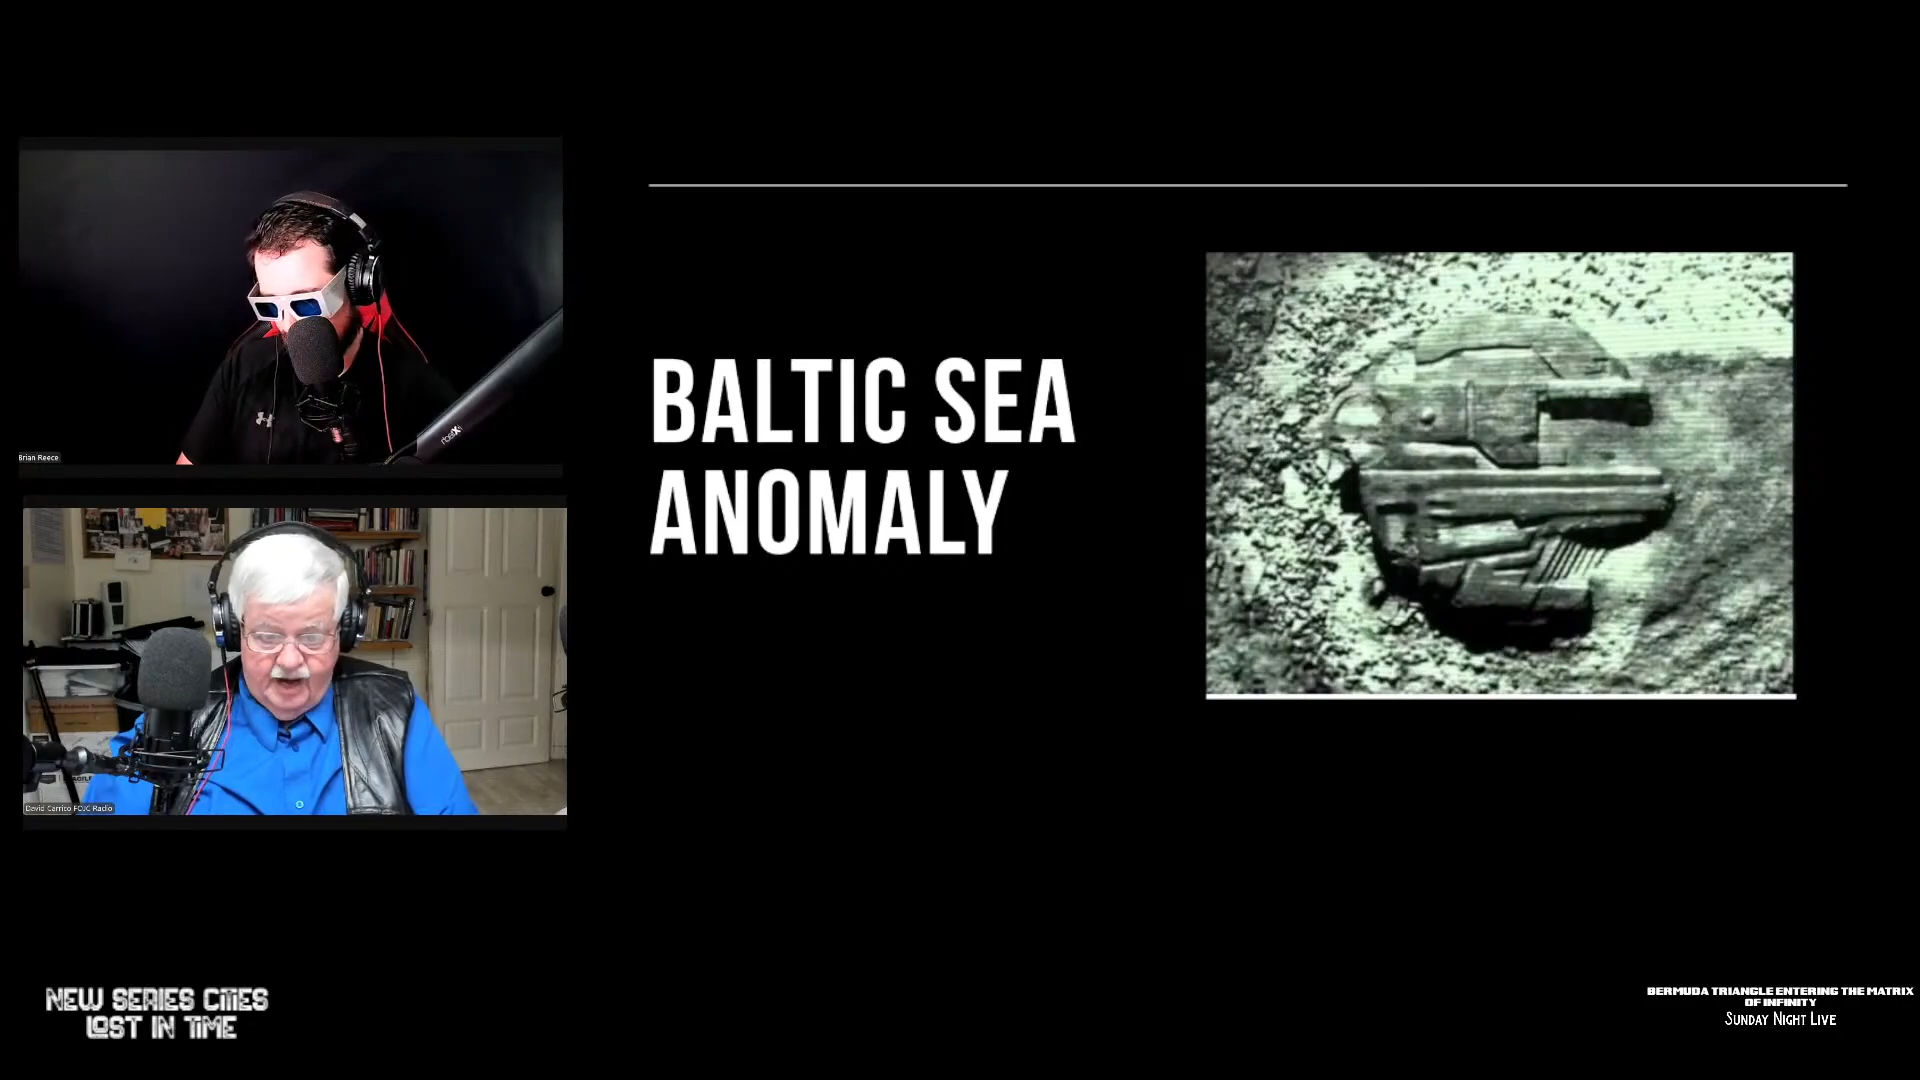 Brian Reece
David Carrico FOJC Radio
BALTIC SEA
ANOMALY
NEW SERIES CITIES
LOST IN TIME
BERMUDA TRIANGLE ENTERING THE MATRIX
OF INFINITY
SUNDAY NIGHT LIVE